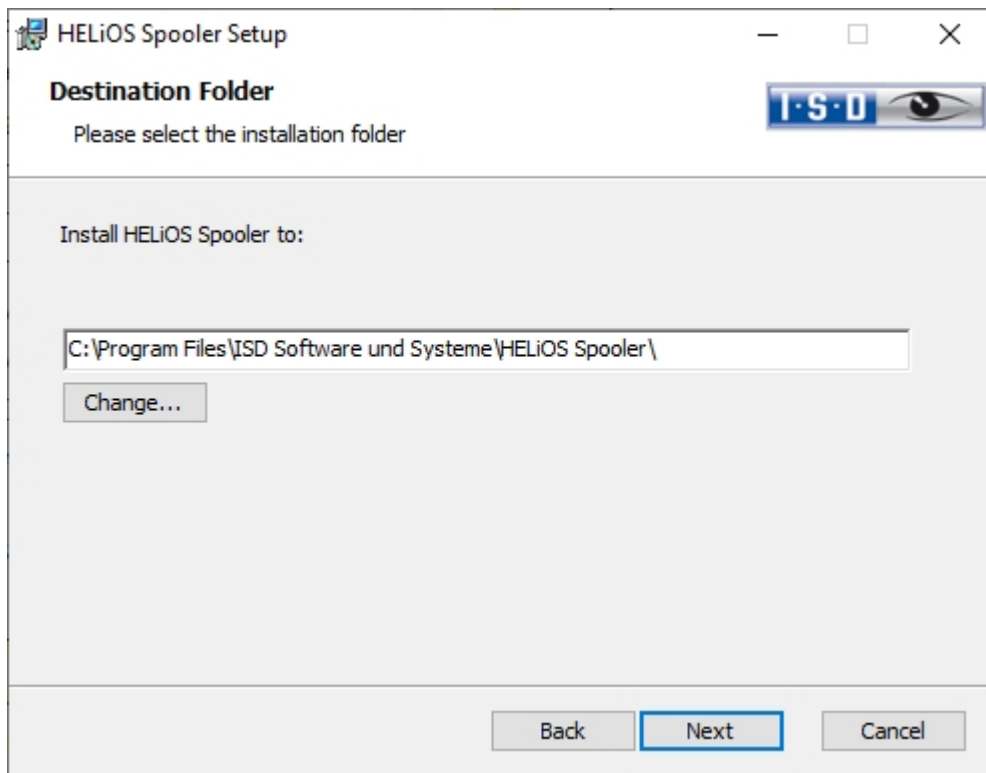 HELiOS Spooler Setup
Destination Folder
Please select the installation folder
I·S·D
Install HELiOS Spooler to:
C:\Program Files\ISD Software und Systeme\HELiOS Spooler\
Change...
Back Next Cancel